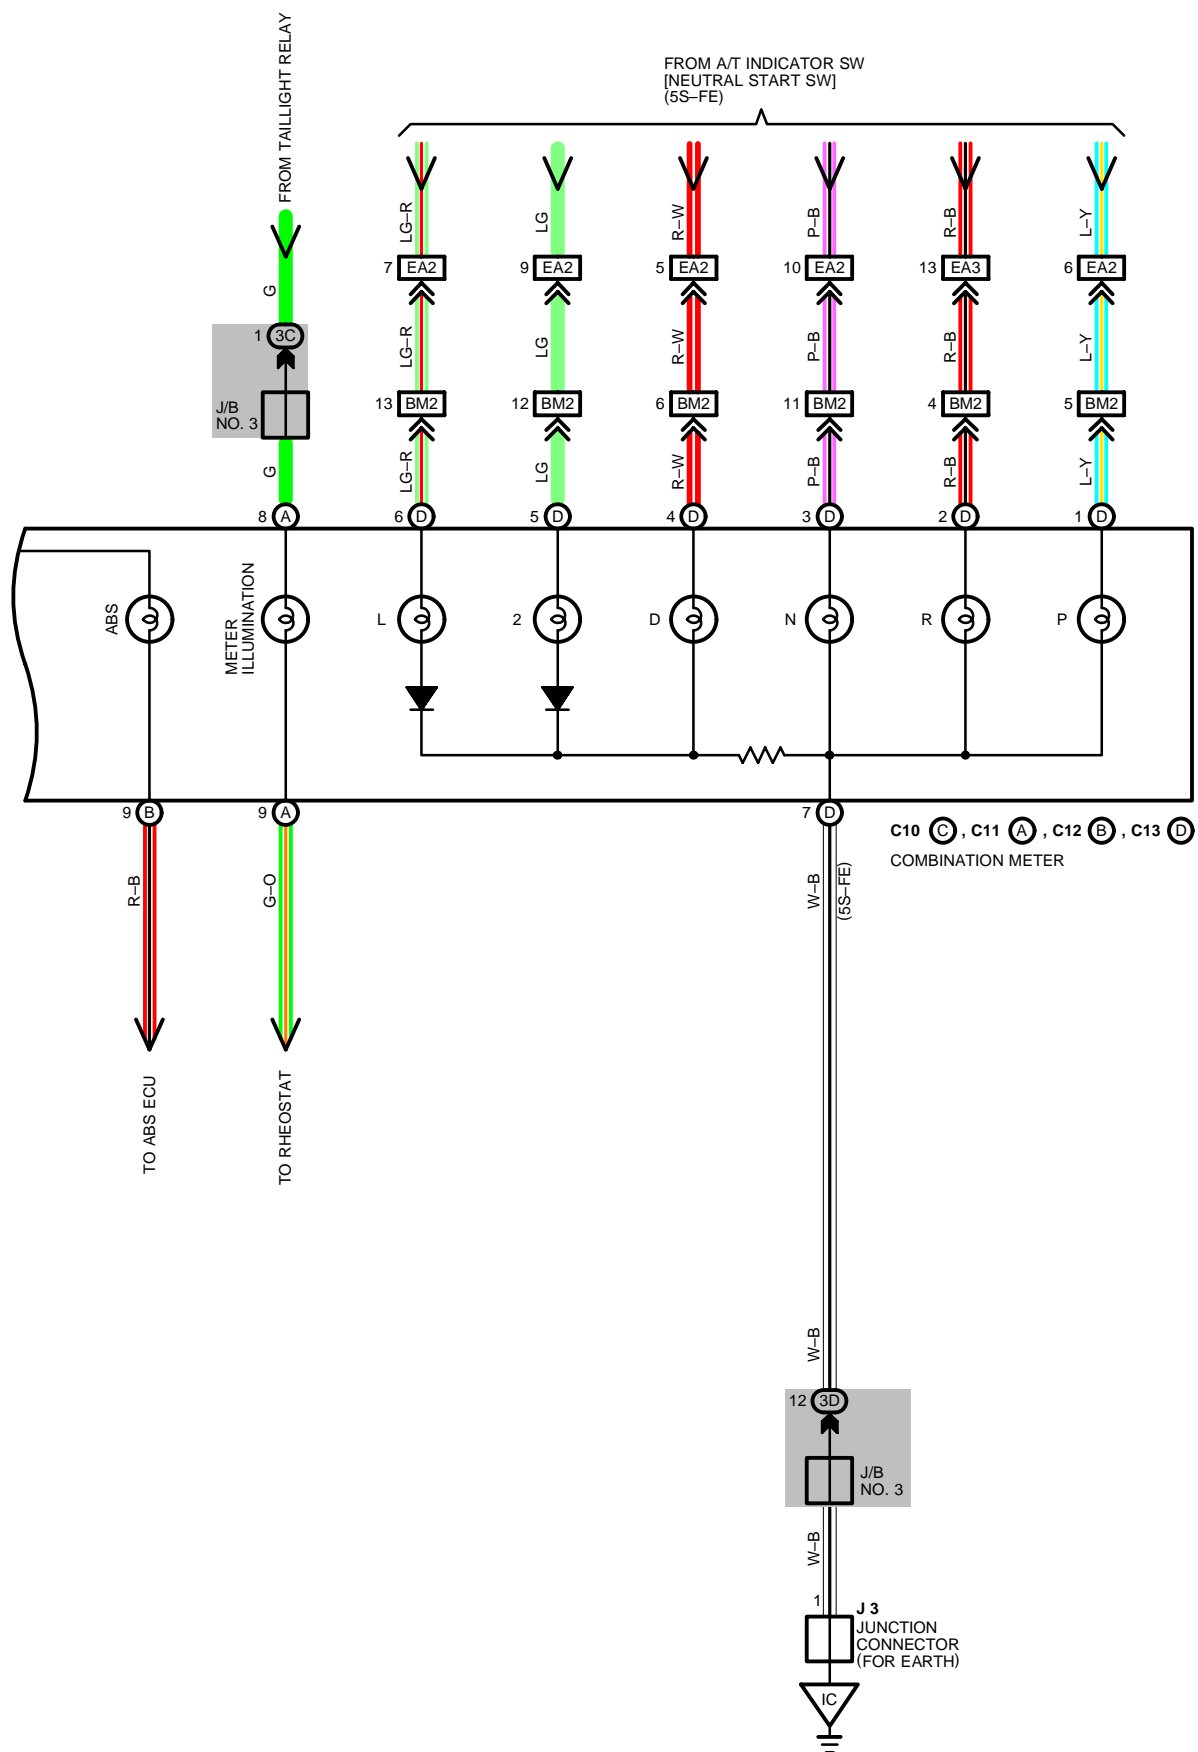 FROM TAILLIGHT RELAY
FROM A/T INDICATOR SW
[NEUTRAL START SW]
(5S–FE)
G
LG–R
LG
R–W
P–B
R–B
L–Y
7 EA2
9 EA2
5 EA2
10 EA2
13 EA3
6 EA2
1 3C
LG–R
LG
R–W
P–B
R–B
L–Y
J/B
NO. 3
13 BM2
12 BM2
6 BM2
11 BM2
4 BM2
5 BM2
G
LG–R
LG
R–W
P–B
R–B
L–Y
8 A
6 D
5 D
4 D
3 D
2 D
1 D
ABS
METER
ILLUMINATION
L
2
D
N
R
P
9 B
9 A
7 D
C10 C , C11 A , C12 B , C13 D
COMBINATION METER
R–B
G–O
W–B
(5S–FE)
TO ABS ECU
TO RHEOSTAT
W–B
12 3D
J/B
NO. 3
W–B
1
J 3
JUNCTION
CONNECTOR
(FOR EARTH)
IC